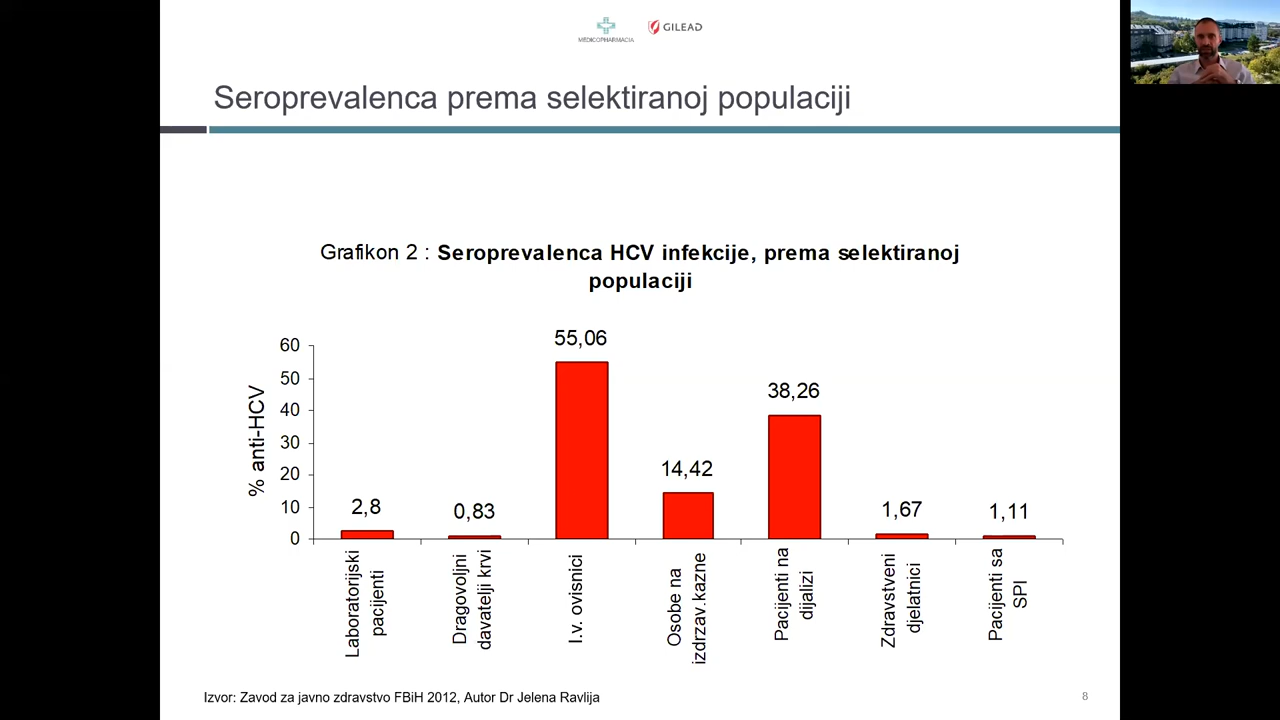 MEDICOPHARMACIA
GILEAD
Seroprevalenca prema selektiranoj populaciji
Grafikon 2 : Seroprevalenca HCV infekcije, prema selektiranoj
populaciji
% anti-HCV
60
50
40
30
20
10
0
2,8
0,83
55,06
14,42
38,26
1,67
1,11
Laboratorijski
pacijenti
Dragovoljni
davatelji krvi
I.v. ovisnici
Osobe na
izdrzav.kazne
Pacijenti na
dijalizi
Zdravstveni
djelatnici
Pacijenti sa
SPI
Izvor: Zavod za javno zdravstvo FBiH 2012, Autor Dr Jelena Ravlija
8